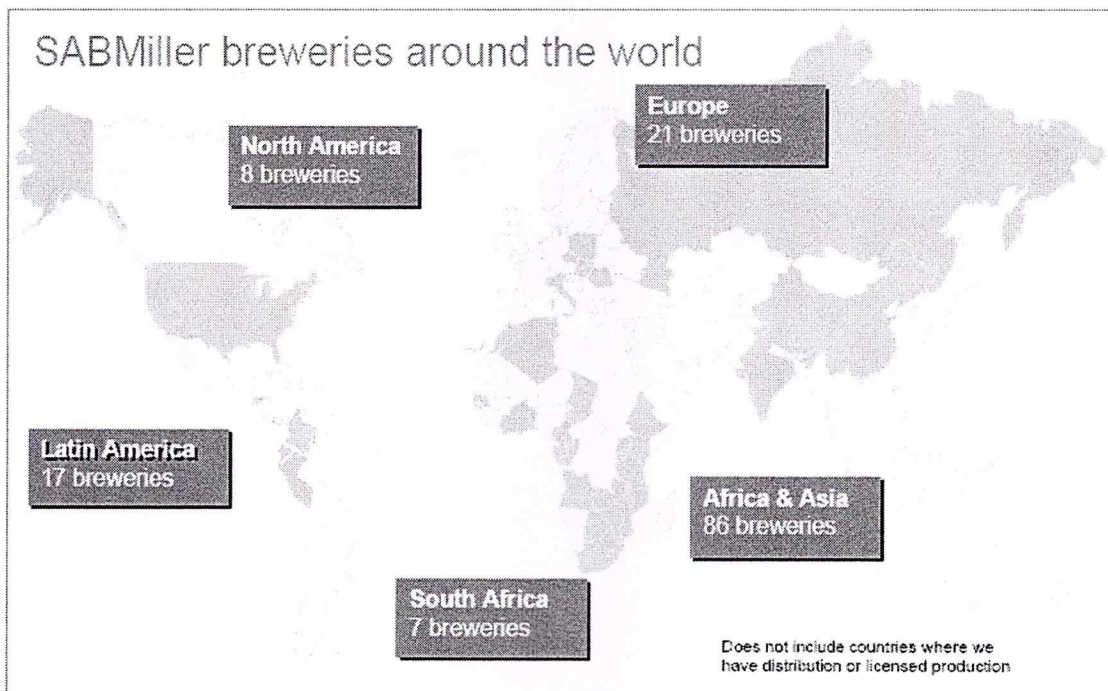 SABMiller breweries around the world
Europe
21 breweries
North America
8 breweries
Latin America
17 breweries
Africa & Asia
86 breweries
South Africa
7 breweries
Does not include countries where we
have distribution or licensed production